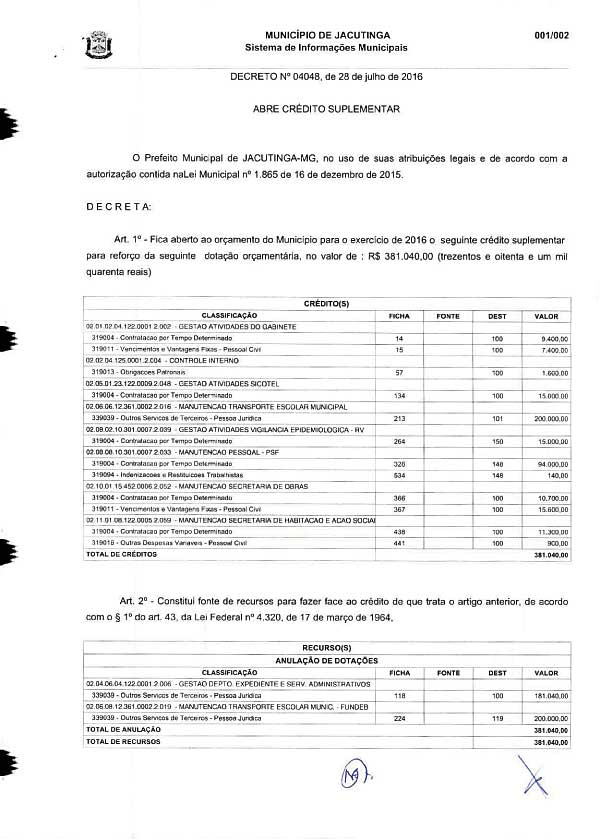 MUNICÍPIO DE JACUTINGA 001/002
Sistema de Informações Municipais
DECRETO Nº 04048, de 28 de julho de 2016
ABRE CRÉDITO SUPLEMENTAR
O Prefeito Municipal de JACUTINGA-MG, no uso de suas atribuições legais e de acordo com a
autorização contida naLei Municipal nº 1.865 de 16 de dezembro de 2015.
D E C R E T A:
Art. 1º - Fica aberto ao orçamento do Município para o exercício de 2016 o seguinte crédito suplementar
para reforço da seguinte dotação orçamentária, no valor de : R$ 381.040,00 (trezentos e oitenta e um mil
quarenta reais)
CRÉDITO(S)
CLASSIFICAÇÃO FICHA FONTE DEST VALOR
02.01.02.04.122.0001.2.002 - GESTAO ATIVIDADES DO GABINETE
319004 - Contratacao por Tempo Determinado 14 100 9.400,00
319011 - Vencimentos e Vantagens Fixas - Pessoal Civil 15 100 7.400,00
02.02.04.125.0001.2.004 - CONTROLE INTERNO
319013 - Obrigacoes Patronais 57 100 1.600,00
02.05.01.23.122.0009.2.048 - GESTAO ATIVIDADES SICOTEL
319004 - Contratacao por Tempo Determinado 134 100 15.000,00
02.06.06.12.361.0002.2.016 - MANUTENCAO TRANSPORTE ESCOLAR MUNICIPAL
339039 - Outros Servicos de Terceiros - Pessoa Juridica 213 101 200.000,00
02.08.02.10.301.0007.2.039 - GESTAO ATIVIDADES VIGILANCIA EPIDEMIOLOGICA - RV
319004 - Contratacao por Tempo Determinado 264 150 15.000,00
02.08.08.10.301.0007.2.033 - MANUTENCAO PESSOAL - PSF
319004 - Contratacao por Tempo Determinado 326 148 94.000,00
319094 - Indenizacoes e Restituicoes Trabalhistas 534 148 140,00
02.10.01.15.452.0006.2.052 - MANUTENCAO SECRETARIA DE OBRAS
319004 - Contratacao por Tempo Determinado 366 100 10.700,00
319011 - Vencimentos e Vantagens Fixas - Pessoal Civil 367 100 15.600,00
02.11.01.08.122.0005.2.059 - MANUTENCAO SECRETARIA DE HABITACAO E ACAO SOCIAL
319004 - Contratacao por Tempo Determinado 438 100 11.300,00
319016 - Outras Despesas Variaveis - Pessoal Civil 441 100 900,00
TOTAL DE CRÉDITOS 381.040,00
Art. 2º - Constitui fonte de recursos para fazer face ao crédito de que trata o artigo anterior, de acordo
com o § 1º do art. 43, da Lei Federal nº 4.320, de 17 de março de 1964,
RECURSO(S)
ANULAÇÃO DE DOTAÇÕES
CLASSIFICAÇÃO FICHA FONTE DEST VALOR
02.04.06.04.122.0001.2.006 - GESTAO DEPTO. EXPEDIENTE E SERV. ADMINISTRATIVOS
339039 - Outros Servicos de Terceiros - Pessoa Juridica 118 100 181.040,00
02.06.08.12.361.0002.2.019 - MANUTENCAO TRANSPORTE ESCOLAR MUNIC. - FUNDEB
339039 - Outros Servicos de Terceiros - Pessoa Juridica 224 119 200.000,00
TOTAL DE ANULAÇÃO 381.040,00
TOTAL DE RECURSOS 381.040,00